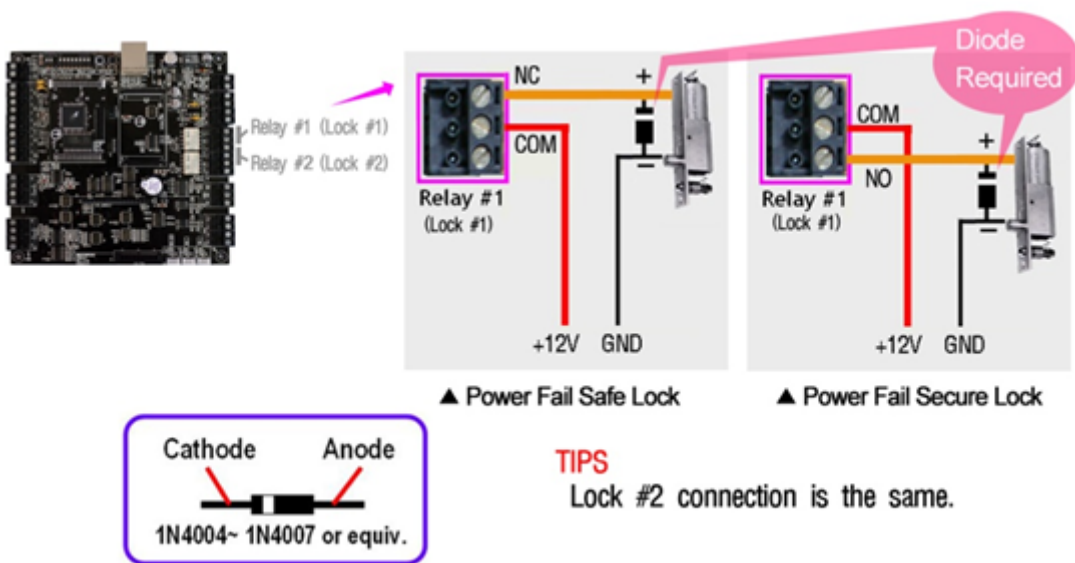 Relay #1 (Lock #1)
Relay #2 (Lock #2)
NC
COM
Relay #1
(Lock #1)
+
−
+12V
GND
▲ Power Fail Safe Lock
Diode
Required
COM
NO
Relay #1
(Lock #1)
+
−
+12V
GND
▲ Power Fail Secure Lock
Cathode
Anode
1N4004~ 1N4007 or equiv.
TIPS
Lock #2 connection is the same.